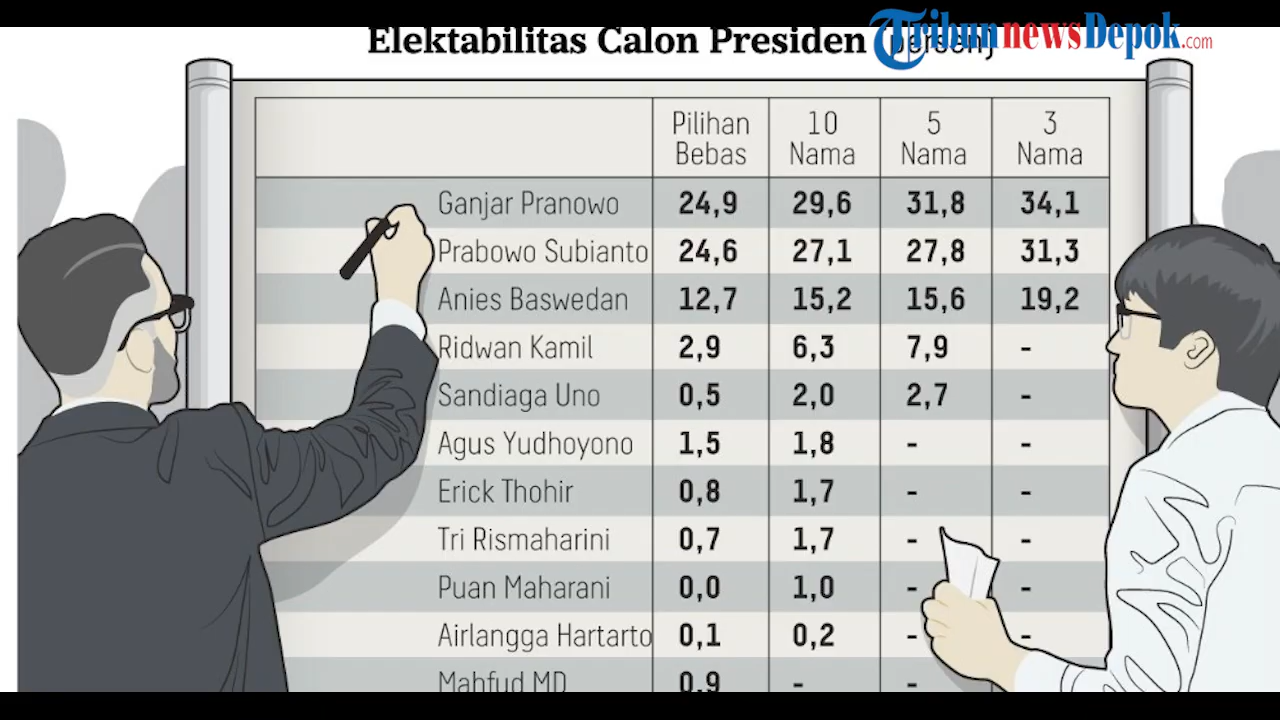 Elektabilitas Calon Presiden (persen)
TribunnewsDepok.com
Pilihan Bebas 10 Nama 5 Nama 3 Nama
Ganjar Pranowo 24,9 29,6 31,8 34,1
Prabowo Subianto 24,6 27,1 27,8 31,3
Anies Baswedan 12,7 15,2 15,6 19,2
Ridwan Kamil 2,9 6,3 7,9 -
Sandiaga Uno 0,5 2,0 2,7 -
Agus Yudhoyono 1,5 1,8 - -
Erick Thohir 0,8 1,7 - -
Tri Rismaharini 0,7 1,7 - -
Puan Maharani 0,0 1,0 - -
Airlangga Hartarto 0,1 0,2 - -
Mahfud MD 0,9 - -